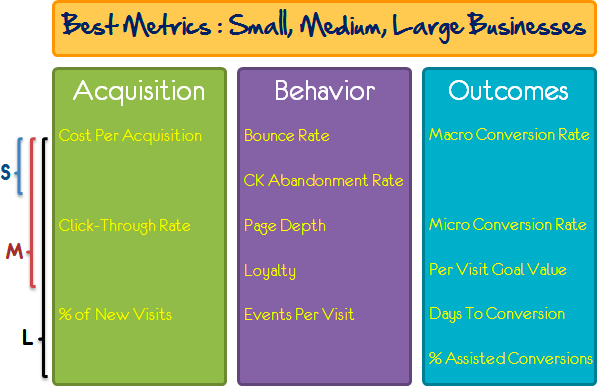 Best Metrics : Small, Medium, Large Businesses
Acquisition
Cost Per Acquisition
Click-Through Rate
% of New Visits
Behavior
Bounce Rate
CK Abandonment Rate
Page Depth
Loyalty
Events Per Visit
Outcomes
Macro Conversion Rate
Micro Conversion Rate
Per Visit Goal Value
Days To Conversion
% Assisted Conversions
S
M
L